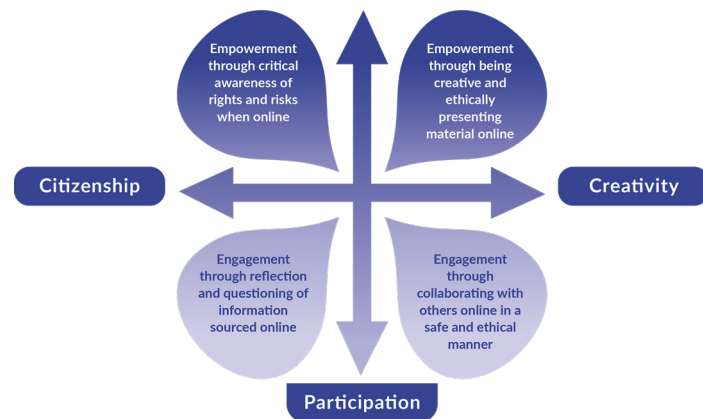 Empowerment
through critical
awareness of
rights and risks
when online
Empowerment
through being
creative and
ethically
presenting
material online
Citizenship
Creativity
Engagement
through reflection
and questioning of
information
sourced online
Engagement
through
collaborating with
others online in a
safe and ethical
manner
Participation